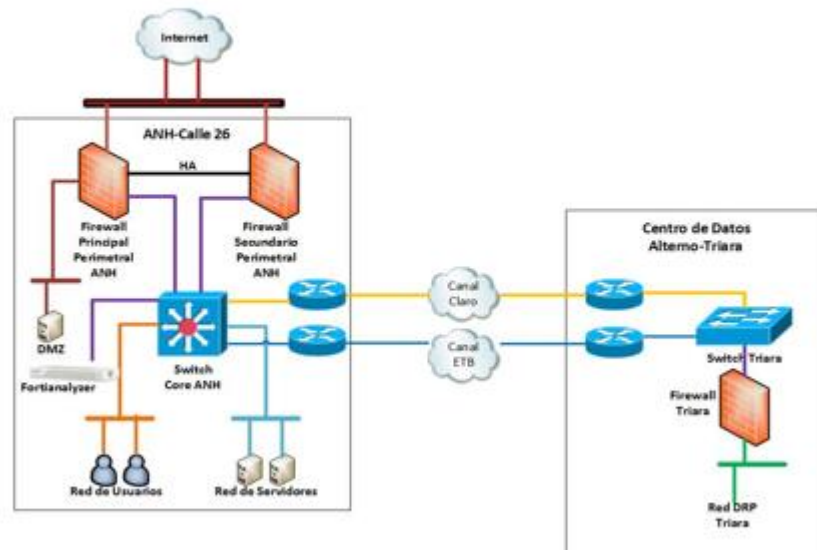 Internet
ANH-Calle 26
HA
Firewall
Principal
Perimetral
ANH
Firewall
Secundario
Perimetral
ANH
DMZ
Fortianalyzer
Switch
Core ANH
Red de Usuarios
Red de Servidores
Canal
Claro
Canal
ETB
Centro de Datos
Alterno-Triara
Switch Triara
Firewall
Triara
Red DRP
Triara